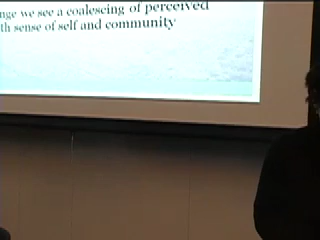 nge we see a coalescing of perceived
th sense of self and community